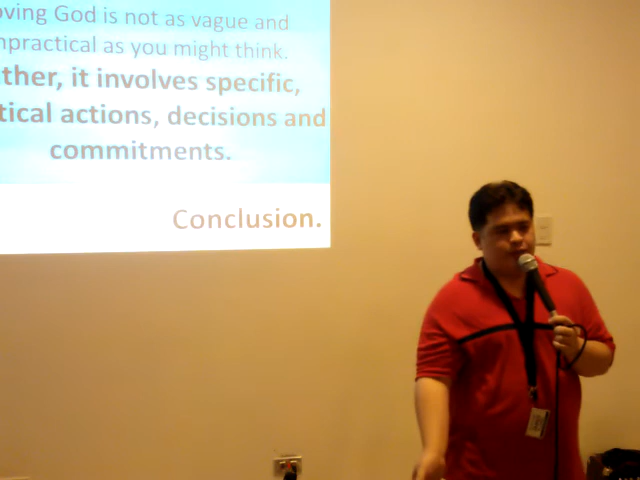 oving God is not as vague and
npractical as you might think.
ther, it involves specific,
tical actions, decisions and
commitments.
Conclusion.